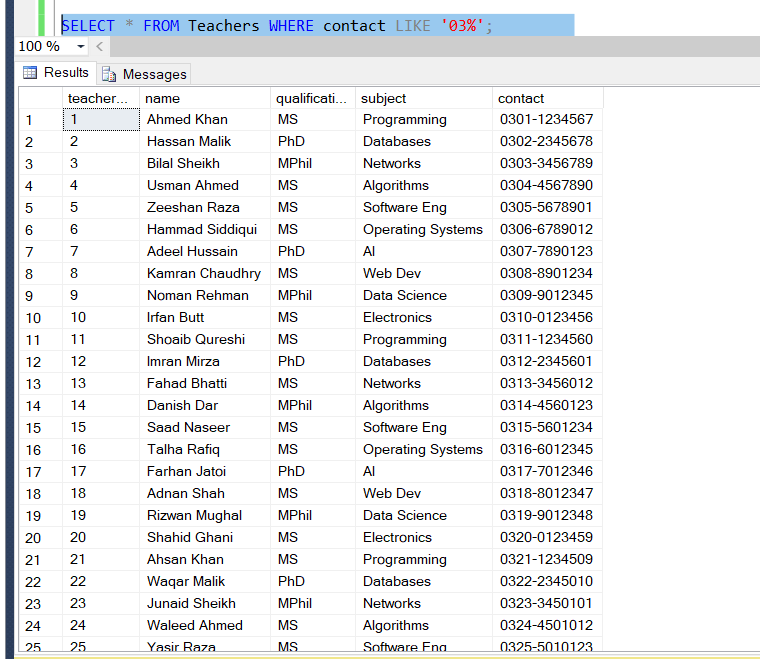 SELECT * FROM Teachers WHERE contact LIKE '03%';
100 %
Results Messages
teacher... name qualificati... subject contact
1 1 Ahmed Khan MS Programming 0301-1234567
2 2 Hassan Malik PhD Databases 0302-2345678
3 3 Bilal Sheikh MPhil Networks 0303-3456789
4 4 Usman Ahmed MS Algorithms 0304-4567890
5 5 Zeeshan Raza MS Software Eng 0305-5678901
6 6 Hammad Siddiqui MS Operating Systems 0306-6789012
7 7 Adeel Hussain PhD AI 0307-7890123
8 8 Kamran Chaudhry MS Web Dev 0308-8901234
9 9 Noman Rehman MPhil Data Science 0309-9012345
10 10 Irfan Butt MS Electronics 0310-0123456
11 11 Shoaib Qureshi MS Programming 0311-1234560
12 12 Imran Mirza PhD Databases 0312-2345601
13 13 Fahad Bhatti MS Networks 0313-3456012
14 14 Danish Dar MPhil Algorithms 0314-4560123
15 15 Saad Naseer MS Software Eng 0315-5601234
16 16 Talha Rafiq MS Operating Systems 0316-6012345
17 17 Farhan Jatoi PhD AI 0317-7012346
18 18 Adnan Shah MS Web Dev 0318-8012347
19 19 Rizwan Mughal MPhil Data Science 0319-9012348
20 20 Shahid Ghani MS Electronics 0320-0123459
21 21 Ahsan Khan MS Programming 0321-1234509
22 22 Waqar Malik PhD Databases 0322-2345010
23 23 Junaid Sheikh MPhil Networks 0323-3450101
24 24 Waleed Ahmed MS Algorithms 0324-4501012
25 25 Yasir Raza MS Software Eng 0325-5010123